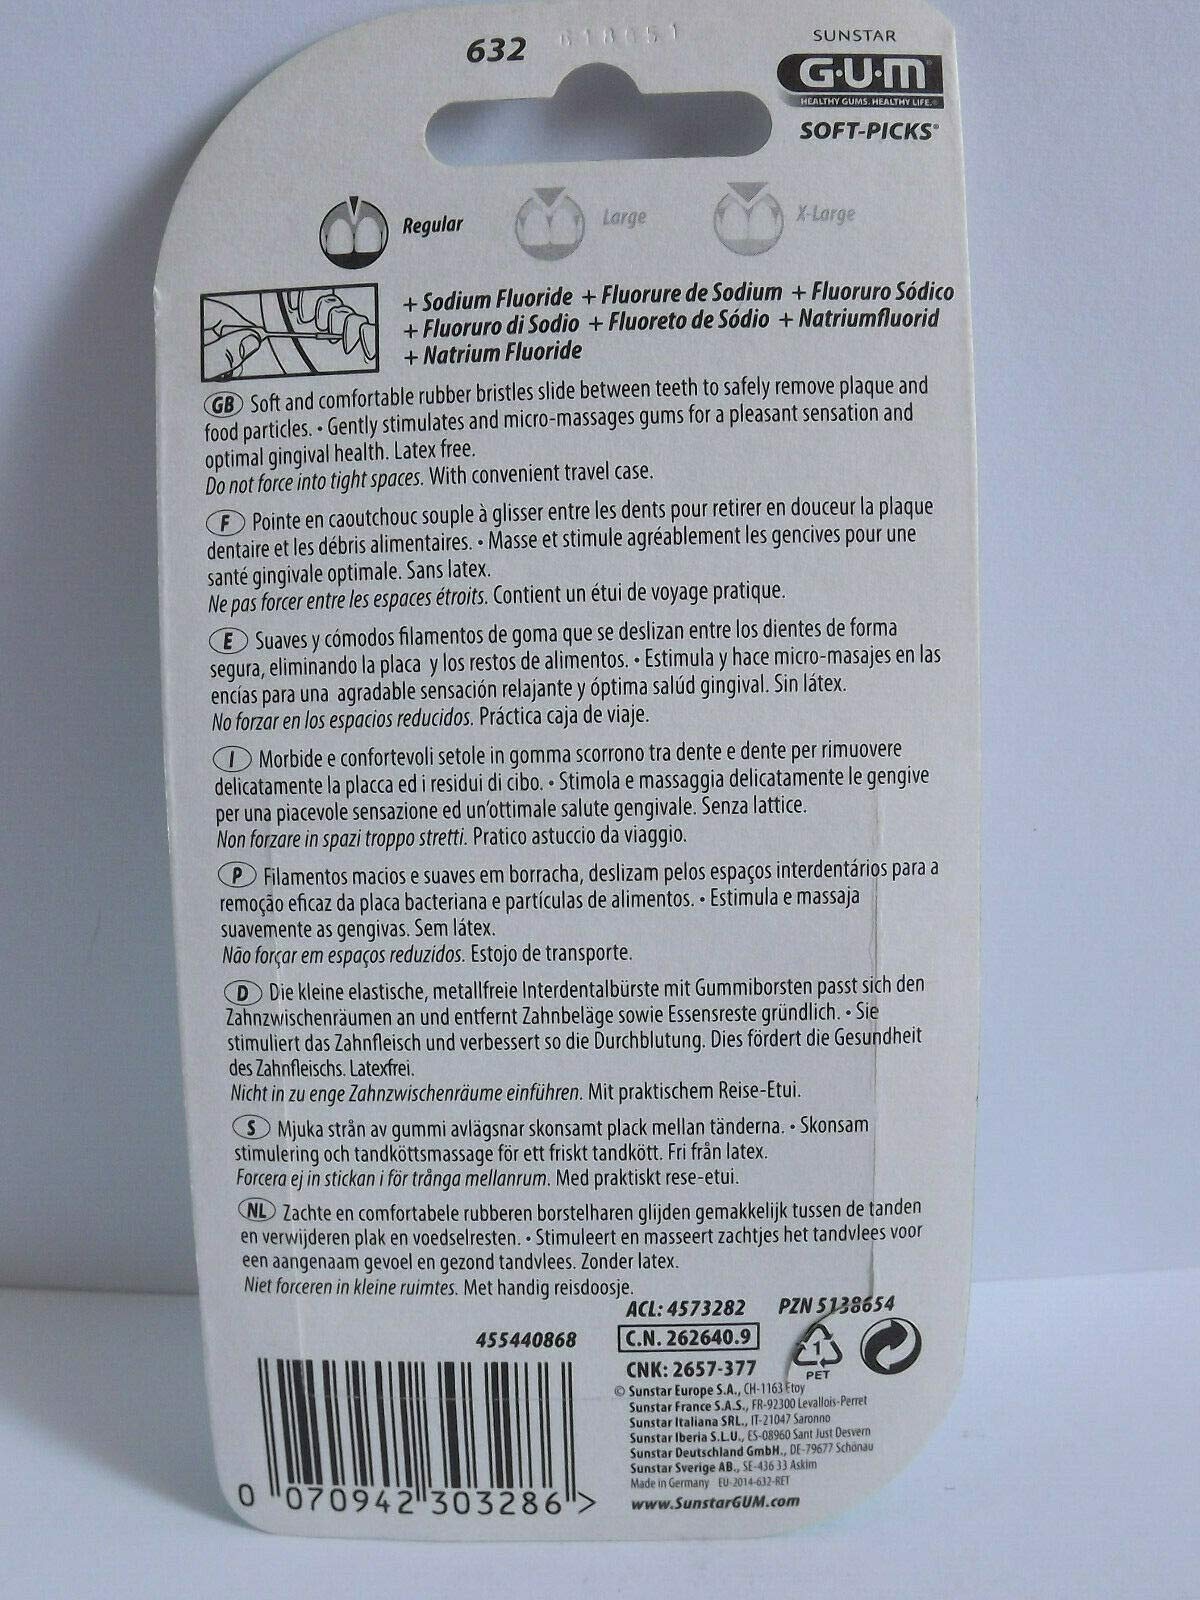 632 618051
SUNSTAR
G·U·M®
HEALTHY GUMS. HEALTHY LIFE.®
SOFT-PICKS®
Regular Large X-Large
+ Sodium Fluoride + Fluorure de Sodium + Fluoruro Sódico
+ Fluoruro di Sodio + Fluoreto de Sódio + Natriumfluorid
+ Natrium Fluoride
GB Soft and comfortable rubber bristles slide between teeth to safely remove plaque and
food particles. • Gently stimulates and micro-massages gums for a pleasant sensation and
optimal gingival health. Latex free.
Do not force into tight spaces. With convenient travel case.
F Pointe en caoutchouc souple à glisser entre les dents pour retirer en douceur la plaque
dentaire et les débris alimentaires. • Masse et stimule agréablement les gencives pour une
santé gingivale optimale. Sans latex.
Ne pas forcer entre les espaces étroits. Contient un étui de voyage pratique.
E Suaves y cómodos filamentos de goma que se deslizan entre los dientes de forma
segura, eliminando la placa y los restos de alimentos. • Estimula y hace micro-masajes en las
encías para una agradable sensación relajante y óptima salúd gingival. Sin látex.
No forzar en los espacios reducidos. Práctica caja de viaje.
I Morbide e confortevoli setole in gomma scorrono tra dente e dente per rimuovere
delicatamente la placca ed i residui di cibo. • Stimola e massaggia delicatamente le gengive
per una piacevole sensazione ed un'ottimale salute gengivale. Senza lattice.
Non forzare in spazi troppo stretti. Pratico astuccio da viaggio.
P Filamentos macios e suaves em borracha, deslizam pelos espaços interdentários para a
remoção eficaz da placa bacteriana e partículas de alimentos. • Estimula e massaja
suavemente as gengivas. Sem látex.
Não forçar em espaços reduzidos. Estojo de transporte.
D Die kleine elastische, metallfreie Interdentalbürste mit Gummiborsten passt sich den
Zahnzwischenräumen an und entfernt Zahnbeläge sowie Essensreste gründlich. • Sie
stimuliert das Zahnfleisch und verbessert so die Durchblutung. Dies fördert die Gesundheit
des Zahnfleischs. Latexfrei.
Nicht in zu enge Zahnzwischenräume einführen. Mit praktischem Reise-Etui.
S Mjuka strån av gummi avlägsnar skonsamt plack mellan tänderna. • Skonsam
stimulering och tandköttsmassage för ett friskt tandkött. Fri från latex.
Forcera ej in stickan i för trånga mellanrum. Med praktiskt rese-etui.
NL Zachte en comfortabele rubberen borstelharen glijden gemakkelijk tussen de tanden
en verwijderen plak en voedselresten. • Stimuleert en masseert zachtjes het tandvlees voor
een aangenaam gevoel en gezond tandvlees. Zonder latex.
Niet forceren in kleine ruimtes. Met handig reisdoosje.
ACL: 4573282 PZN 5138654
455440868 C.N. 262640.9
1
PET
CNK: 2657-377
© Sunstar Europe S.A., CH-1163 Etoy
Sunstar France S.A.S., FR-92300 Levallois-Perret
Sunstar Italiana SRL., IT-21047 Saronno
Sunstar Iberia S.L.U., ES-08960 Sant Just Desvern
Sunstar Deutschland GmbH., DE-79677 Schönau
Sunstar Sverige AB., SE-436 33 Askim
Made in Germany EU-2014-632-RET
www.SunstarGUM.com
0 070942 303286 >